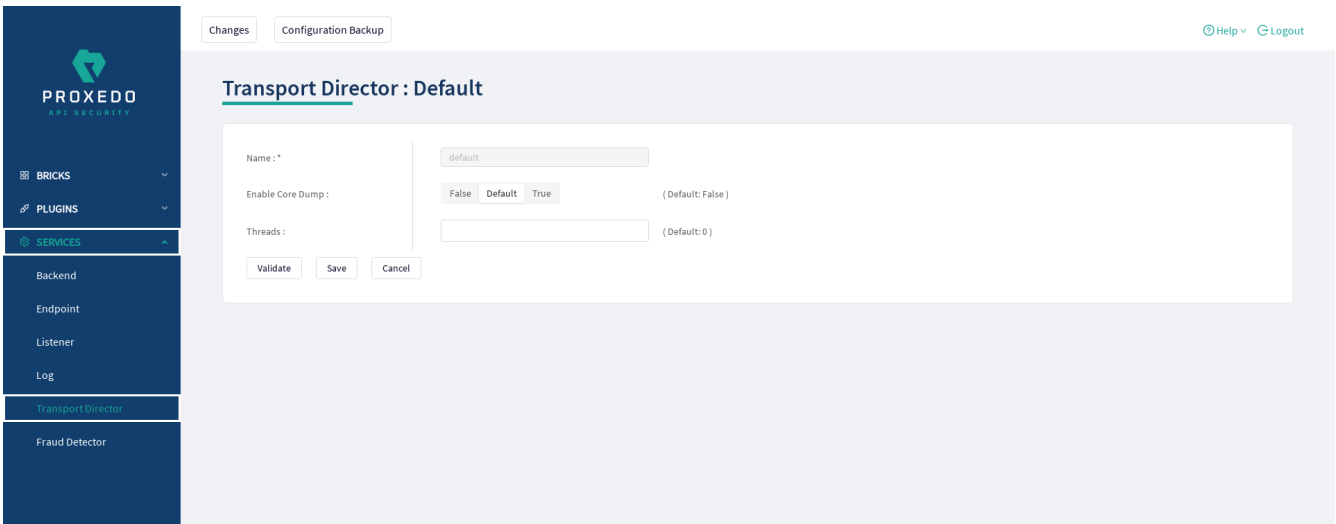 Changes Configuration Backup Help Logout
PROXEDO
API SECURITY
BRICKS
PLUGINS
SERVICES
Backend
Endpoint
Listener
Log
Transport Director
Fraud Detector
Transport Director : Default
Name : * default
Enable Core Dump : False Default True ( Default: False )
Threads : ( Default: 0 )
Validate Save Cancel